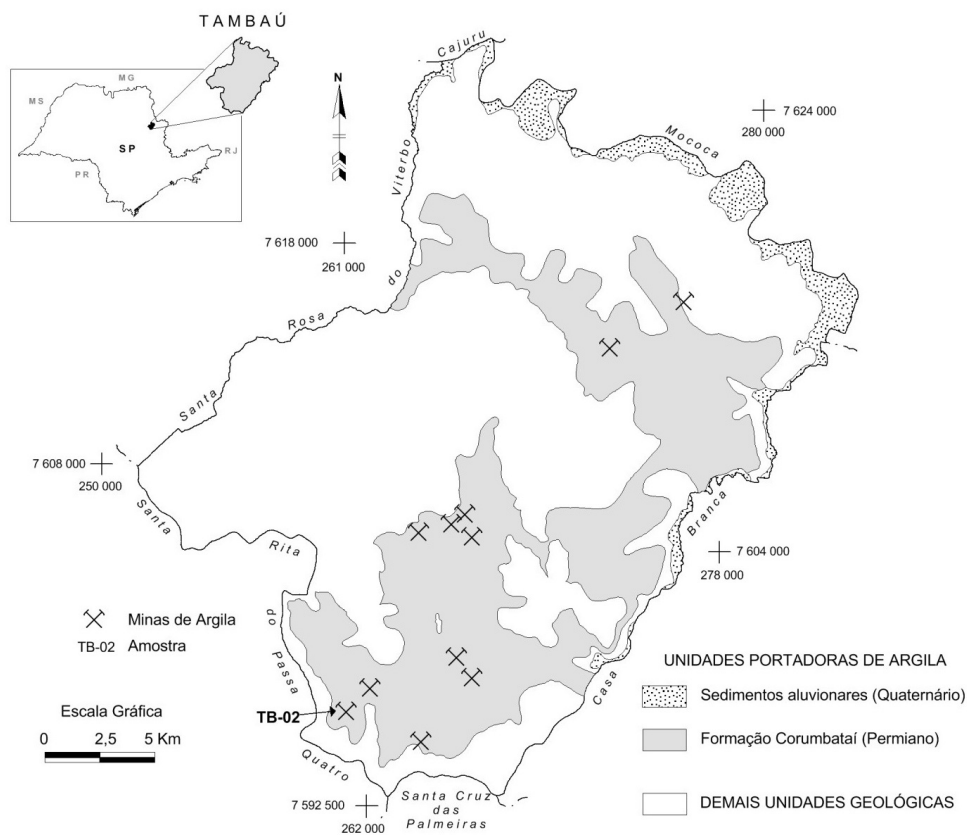 TAMBAÚ
MG
MS
SP
RJ
PR
N
Cajuru
7 624 000
280 000
Mococa
7 618 000
261 000
Santa Rosa do Viterbo
7 608 000
250 000
Santa Rita do Passa Quatro
Casa Branca
7 604 000
278 000
Minas de Argila
TB-02 Amostra
TB-02
Escala Gráfica
0 2,5 5 Km
7 592 500
262 000
Santa Cruz
das
Palmeiras
UNIDADES PORTADORAS DE ARGILA
Sedimentos aluvionares (Quaternário)
Formação Corumbataí (Permiano)
DEMAIS UNIDADES GEOLÓGICAS